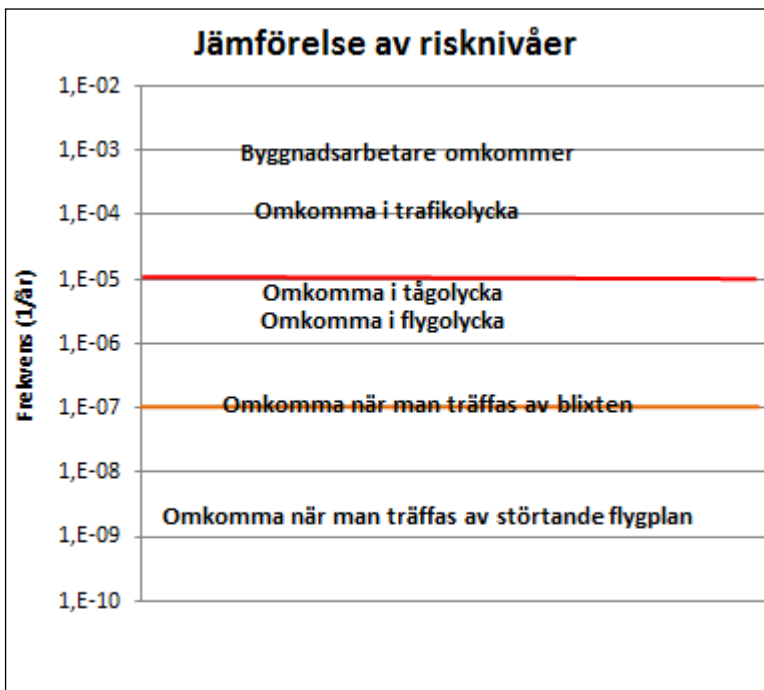 Jämförelse av risknivåer
1,E-02
1,E-03
Byggnadsarbetare omkommer
Omkomma i trafikolycka
1,E-04
1,E-05
Omkomma i tågolycka
Omkomma i flygolycka
1,E-06
Frekvens (1/år)
Omkomma när man träffas av blixten
1,E-07
1,E-08
Omkomma när man träffas av störtande flygplan
1,E-09
1,E-10